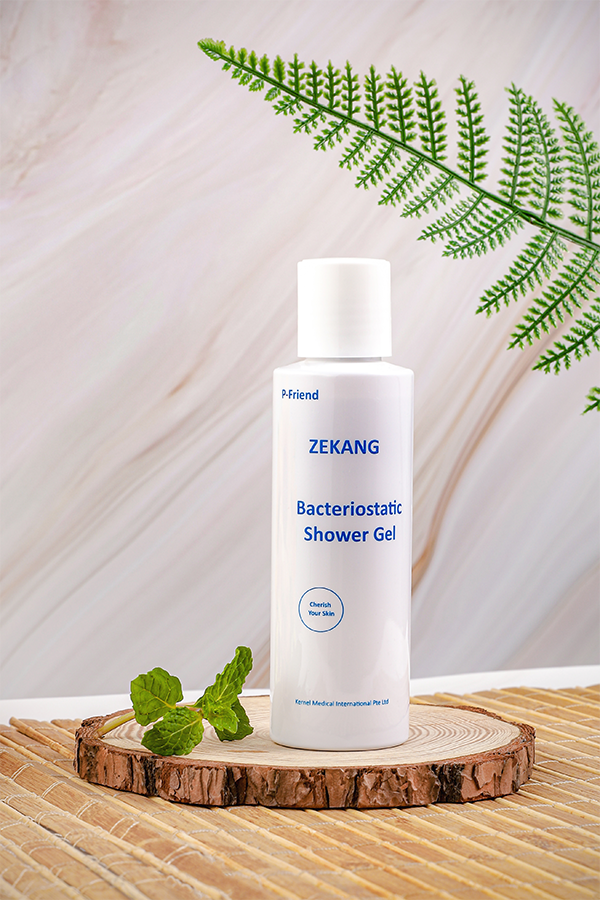 P-Friend
ZEKANG
Bacteriostatic
Shower Gel
Cherish
Your Skin
Kernel Medical International Pte Ltd